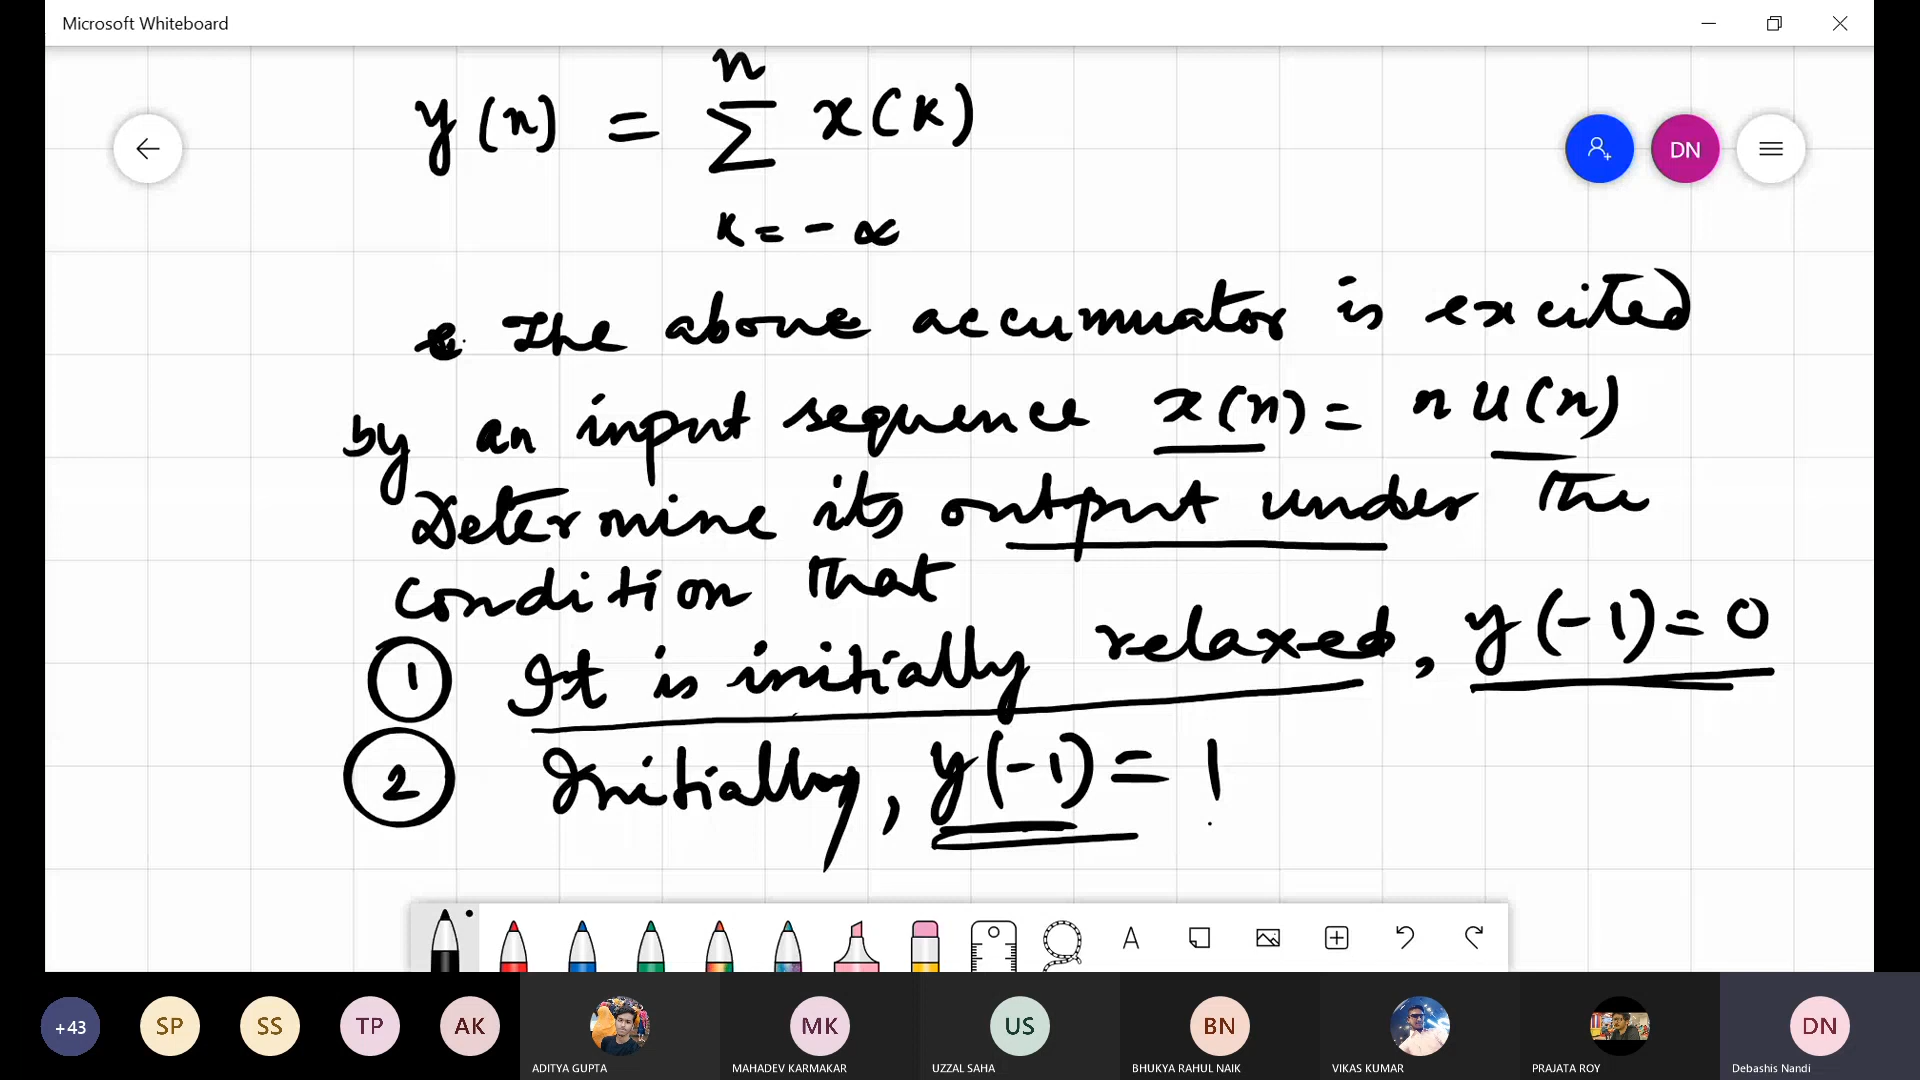 Microsoft Whiteboard
n
y(n) = ∑ x(k)
k = - ∞
DN
The above accumuator is excited
by an input sequence x(n) = n u(n)
Determine its output under the
condition that
1 It is initially relaxed, y(-1) = 0
2 Initially, y(-1) = 1
A
+43
SP
SS
TP
AK
ADITYA GUPTA
MK
MAHADEV KARMAKAR
US
UZZAL SAHA
BN
BHUKYA RAHUL NAIK
VIKAS KUMAR
PRAJATA ROY
DN
Debashis Nandi